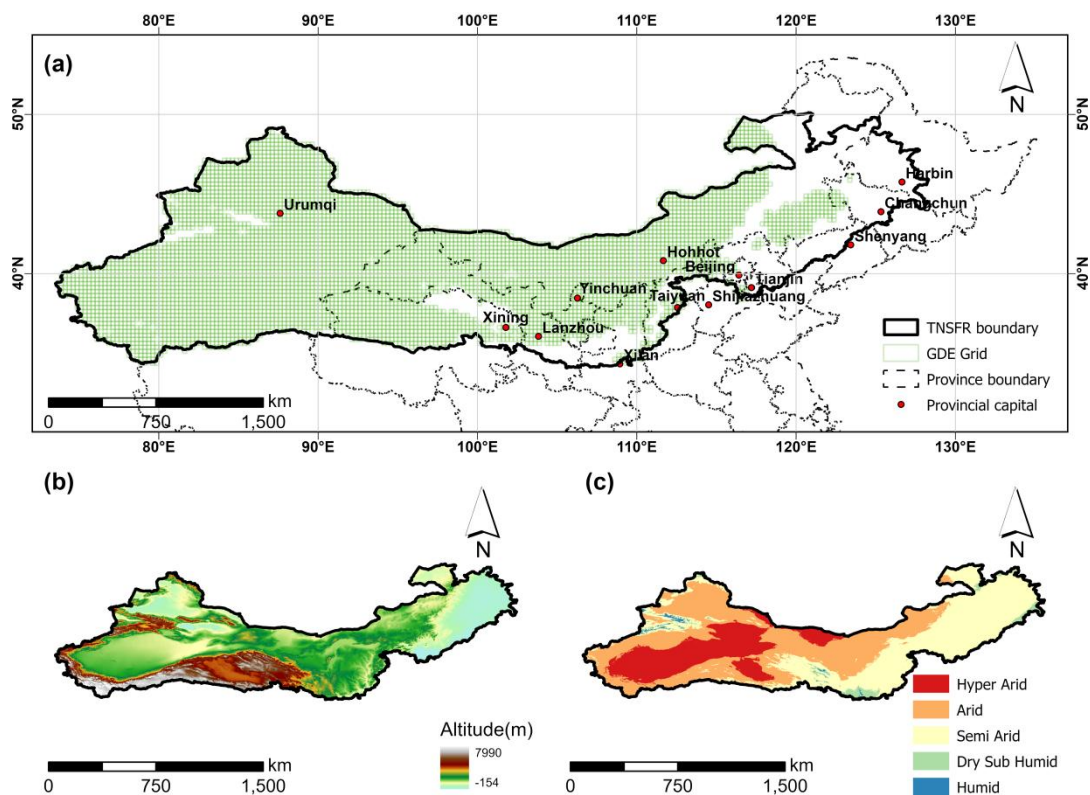 80°E 90°E 100°E 110°E 120°E 130°E
(a)
N
50°N 50°N
Harbin
Urumqi
Changchun
Shenyang
Hohhot
Beijing
40°N 40°N
Tianjin
Yinchuan
Taiyuan Shijiazhuang
Xining
Lanzhou
Xi'an
TNSFR boundary
GDE Grid
Province boundary
Provincial capital
km
0 750 1,500
80°E 90°E 100°E 110°E 120°E 130°E
(b)
N
Altitude(m)
7990
-154
km
0 750 1,500
(c)
N
Hyper Arid
Arid
Semi Arid
Dry Sub Humid
Humid
km
0 750 1,500